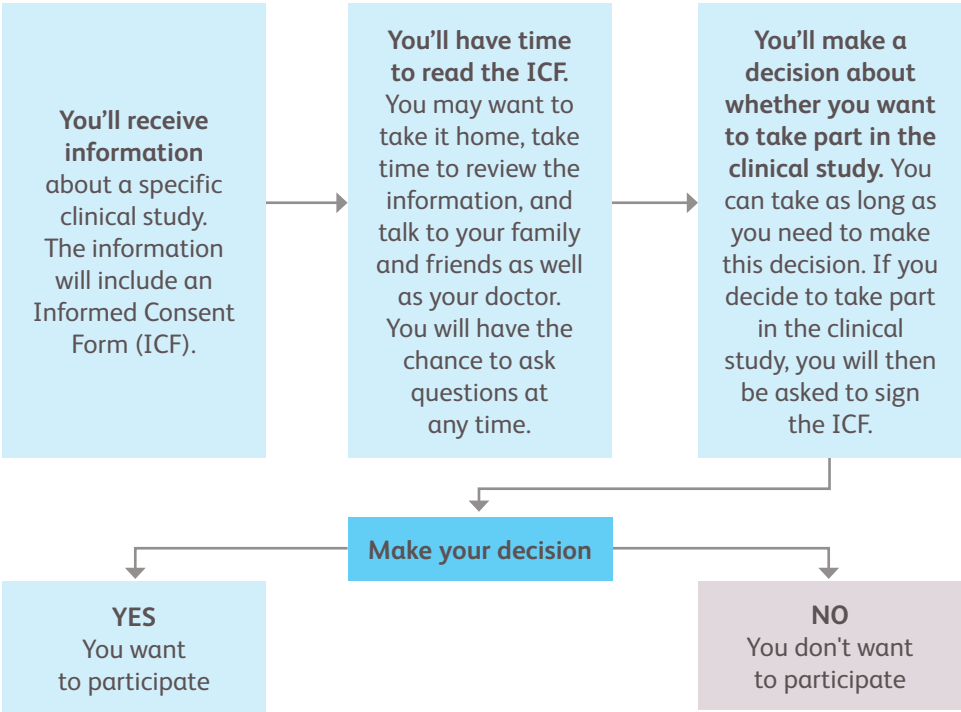 You’ll receive
information
about a specific
clinical study.
The information
will include an
Informed Consent
Form (ICF).
You’ll have time
to read the ICF.
You may want to
take it home, take
time to review the
information, and
talk to your family
and friends as well
as your doctor.
You will have the
chance to ask
questions at
any time.
You’ll make a
decision about
whether you want
to take part in the
clinical study. You
can take as long as
you need to make
this decision. If you
decide to take part
in the clinical
study, you will then
be asked to sign
the ICF.
Make your decision
YES
You want
to participate
NO
You don't want
to participate